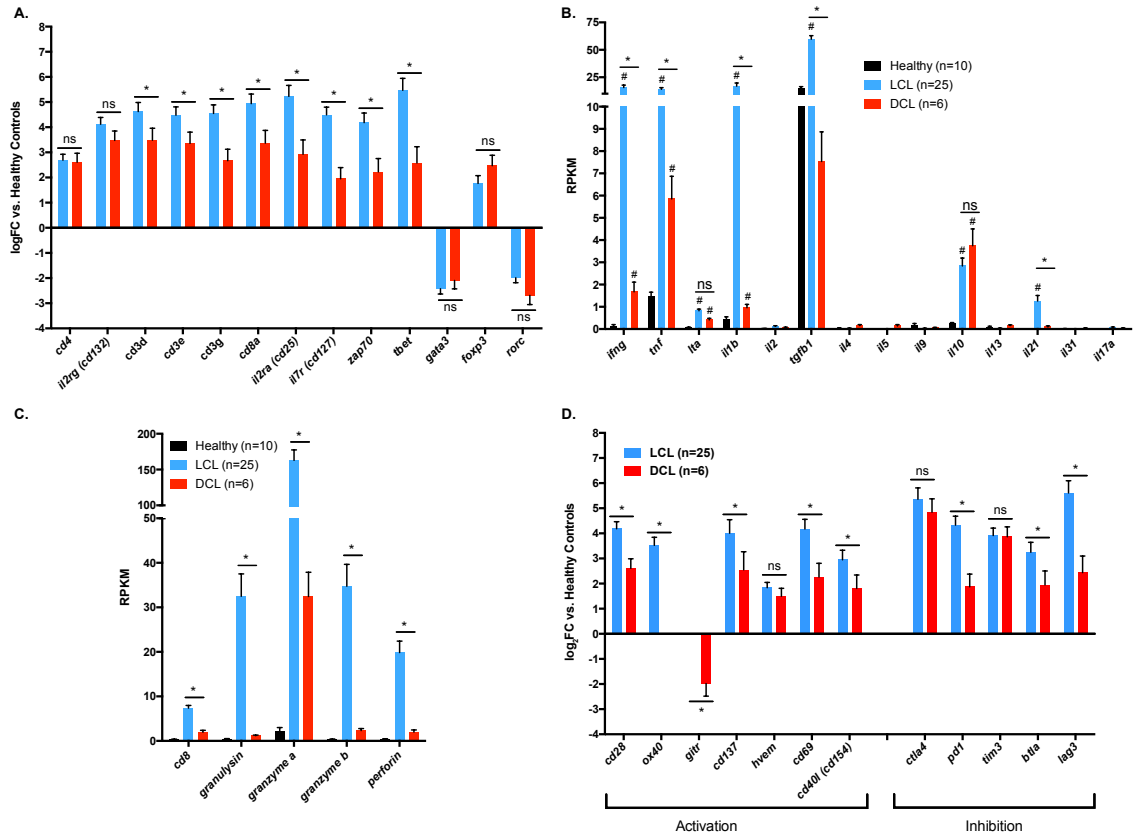 A.
logFC vs. Healthy Controls
8
7
6
5
4
3
2
1
0
-1
-2
-3
-4
ns
ns
*
*
*
*
*
*
*
*
ns
ns
ns
cd4
il2rg (cd132)
cd3d
cd3e
cd3g
cd8a
il2ra (cd25)
il7r (cd127)
zap70
tbet
gata3
foxp3
rorc
B.
RPKM
75
50
25
10
8
6
4
2
0
Healthy (n=10)
LCL (n=25)
DCL (n=6)
*
#
#
*
#
#
ns
#
#
*
#
#
*
#
ns
#
#
*
#
ifng
tnf
lta
il1b
il2
tgfb1
il4
il5
il9
il10
il13
il21
il31
il17a
C.
RPKM
200
150
100
50
40
30
20
10
0
Healthy (n=10)
LCL (n=25)
DCL (n=6)
*
*
*
*
*
cd8
granulysin
granzyme a
granzyme b
perforin
D.
log2FC vs. Healthy Controls
8
7
6
5
4
3
2
1
0
-1
-2
-3
-4
LCL (n=25)
DCL (n=6)
*
*
*
*
ns
*
*
ns
*
ns
*
*
cd28
ox40
gitr
cd137
hvem
cd69
cd40l (cd154)
ctla4
pd1
tim3
btla
lag3
Activation
Inhibition